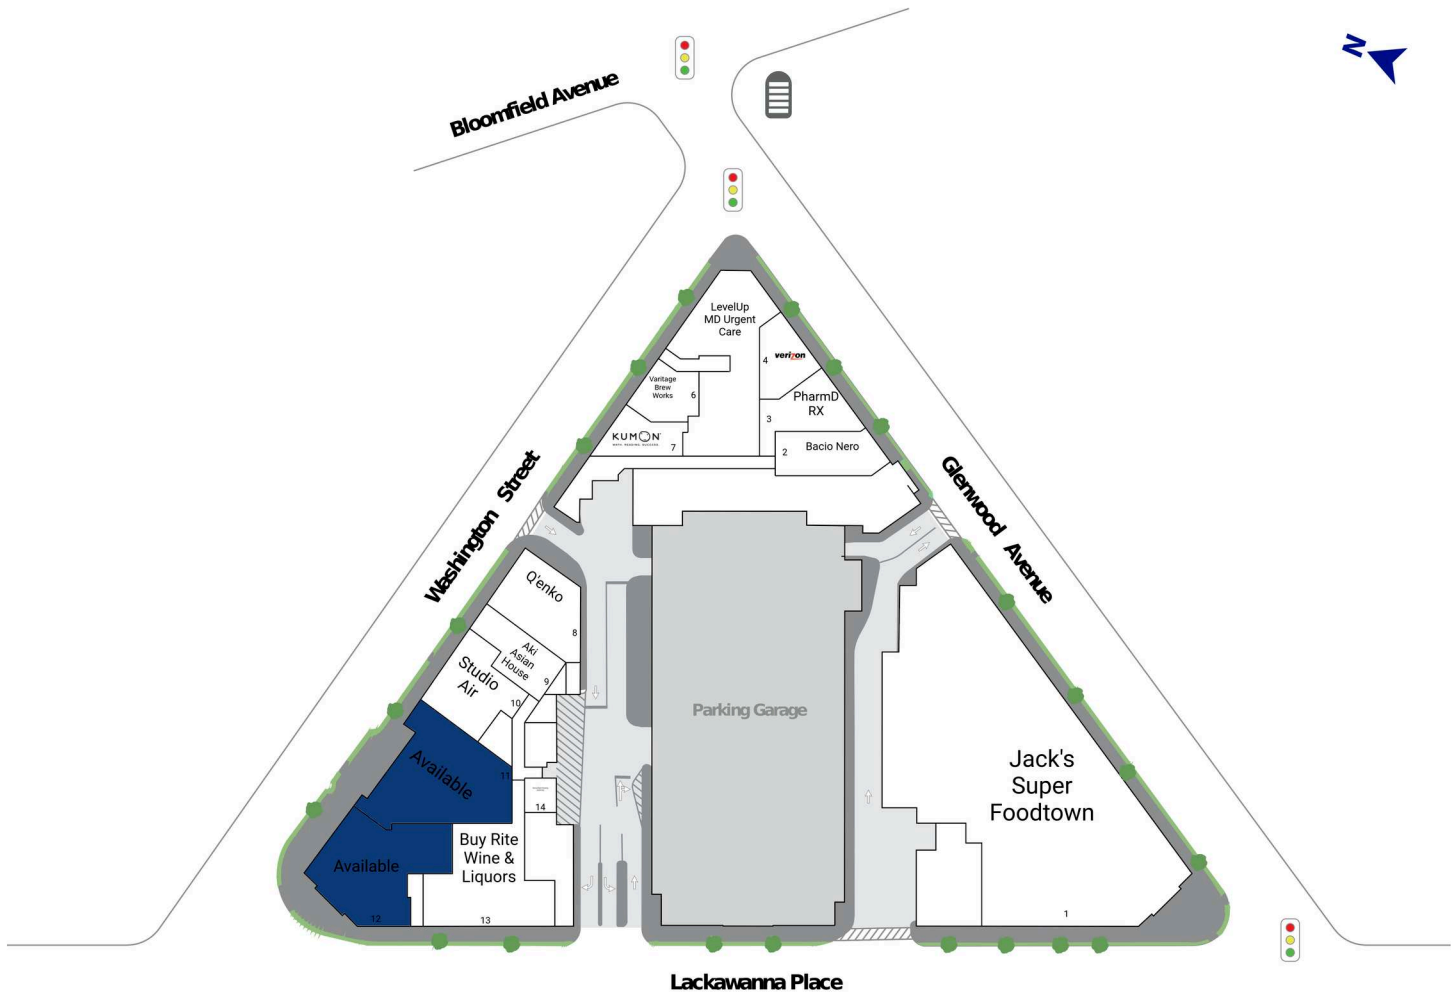 N
Bloomfield Avenue
LevelUp
MD Urgent
Care
4
verizon
Varitage
Brew
Works
6
PharmD
RX
3
KUMON
7
2
Bacio Nero
Washington Street
Glenwood Avenue
Q'enko
8
Aki
Asian
House
9
Studio
Air
10
Available
11
Parking Garage
Jack's
Super
Foodtown
1
14
Buy Rite
Wine &
Liquors
13
Available
12
Lackawanna Place